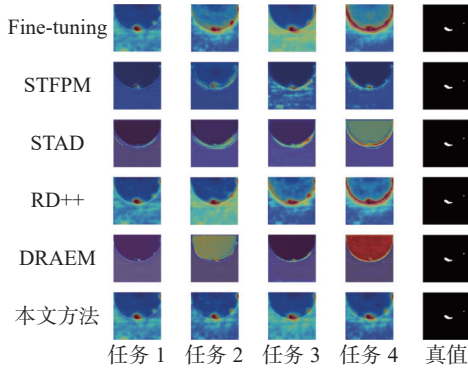 Fine-tuning
STFPM
STAD
RD++
DRAEM
本文方法
任务 1 任务 2 任务 3 任务 4 真值